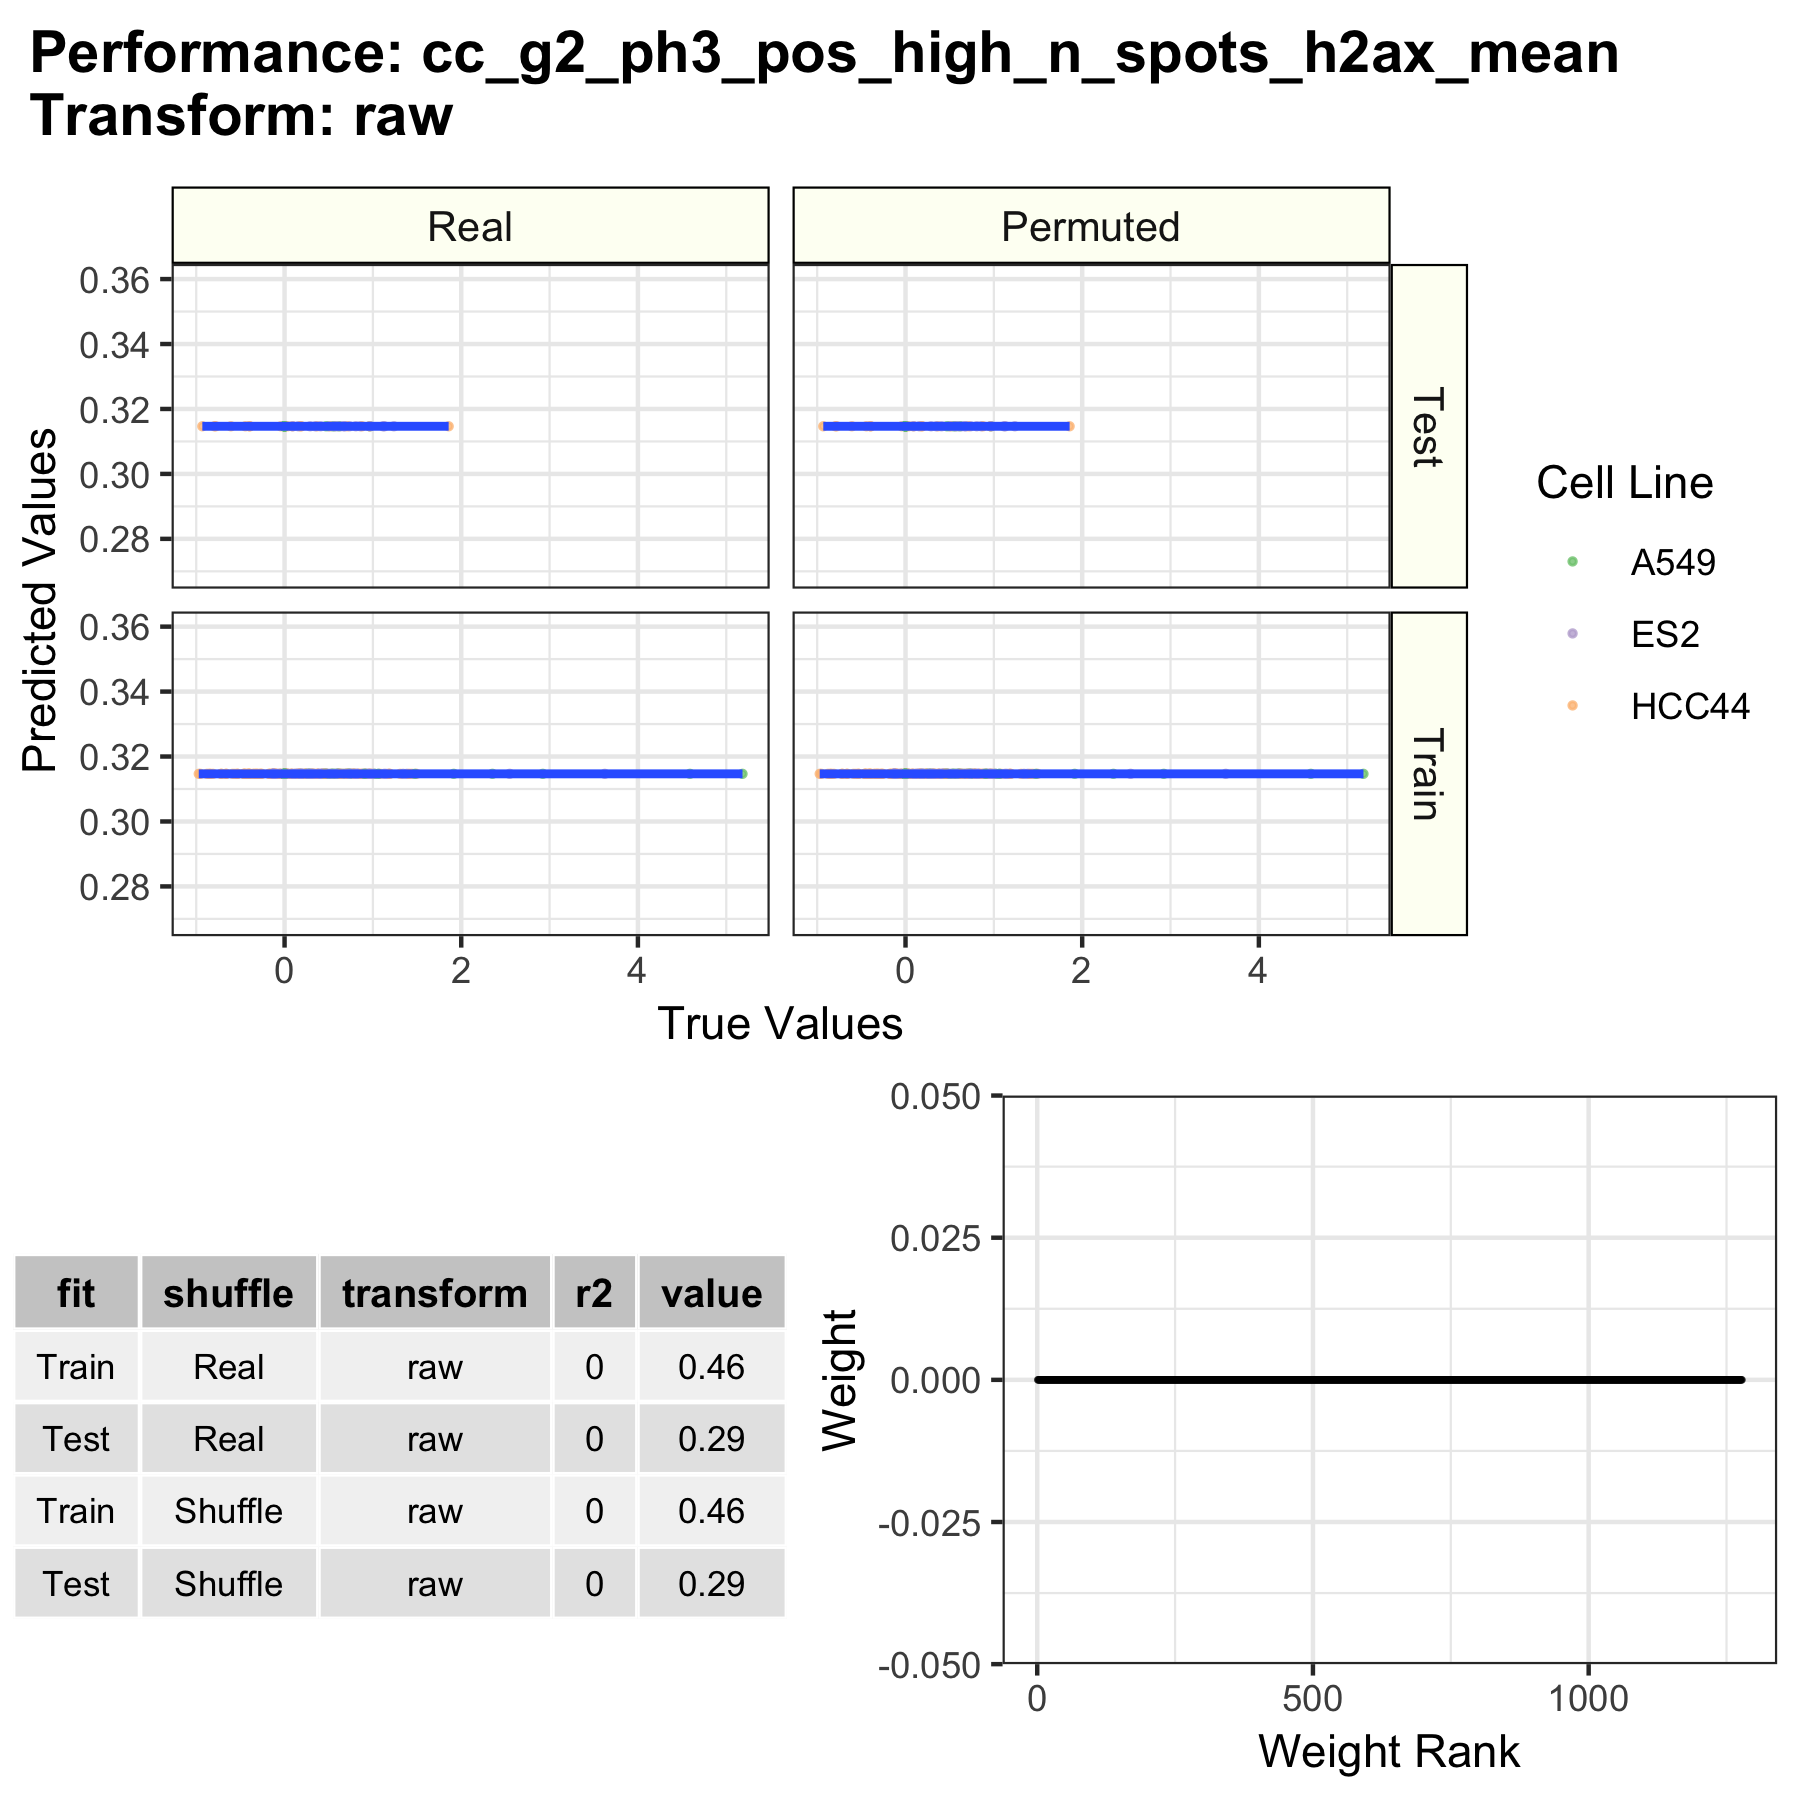 Performance: cc_g2_ph3_pos_high_n_spots_h2ax_mean
Transform: raw
Real
Permuted
0.36
0.34
0.32
0.30
0.28
Test
0.36
0.34
0.32
0.30
0.28
Train
Predicted Values
0 2 4
0 2 4
True Values
Cell Line
A549
ES2
HCC44
fit shuffle transform r2 value
Train Real raw 0 0.46
Test Real raw 0 0.29
Train Shuffle raw 0 0.46
Test Shuffle raw 0 0.29
Weight
0.050
0.025
0.000
-0.025
-0.050
0 500 1000
Weight Rank